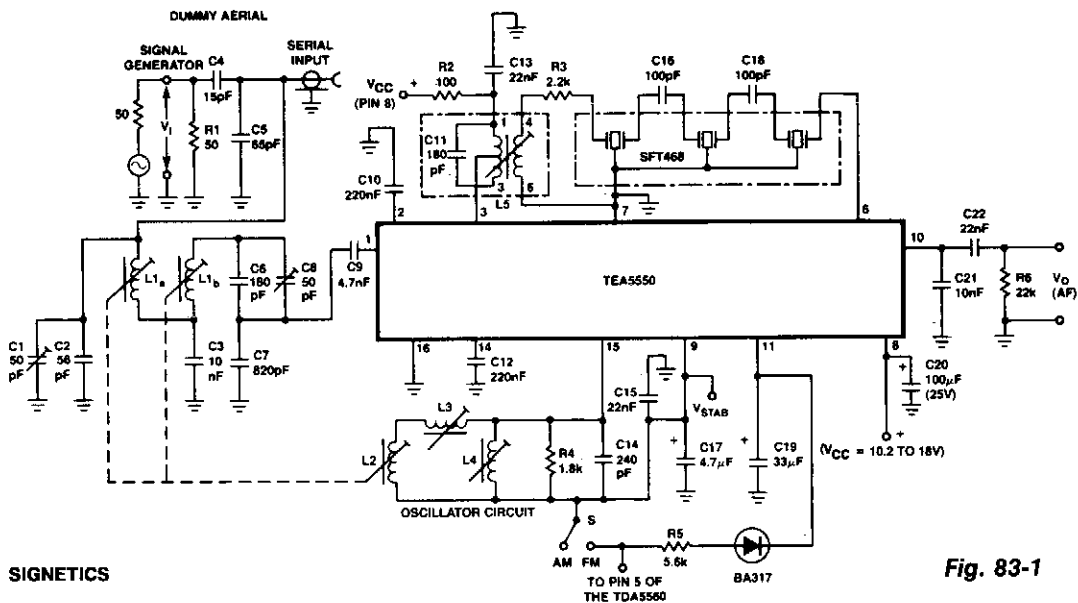 DUMMY AERIAL
SIGNAL
GENERATOR
C4
15pF
SERIAL
INPUT
50
VI
R1
50
C5
65pF
VCC +
(PIN 8)
R2
100
C13
22nF
R3
2.2k
C16
100pF
C18
100pF
1
4
C11
180
pF
3
6
L5
SFT468
C10
220nF
2
3
7
6
L1a
L1b
C6
180
pF
C8
50
pF
C9
4.7nF
1
TEA5550
10
C22
22nF
C21
10nF
R6
22k
VO
(AF)
C1
50
pF
C2
56
pF
C3
10
nF
C7
820pF
16
14
15
9
11
8
C12
220nF
C15
22nF
VSTAB
+
C20
100μF
(25V)
L3
L2
L4
R4
1.8k
C14
240
pF
+
C17
4.7μF
+
C19
33μF
+
(VCC = 10.2 TO 18V)
OSCILLATOR CIRCUIT
S
AM
FM
R5
5.6k
BA317
TO PIN 5 OF
THE TDA5560
SIGNETICS
Fig. 83-1